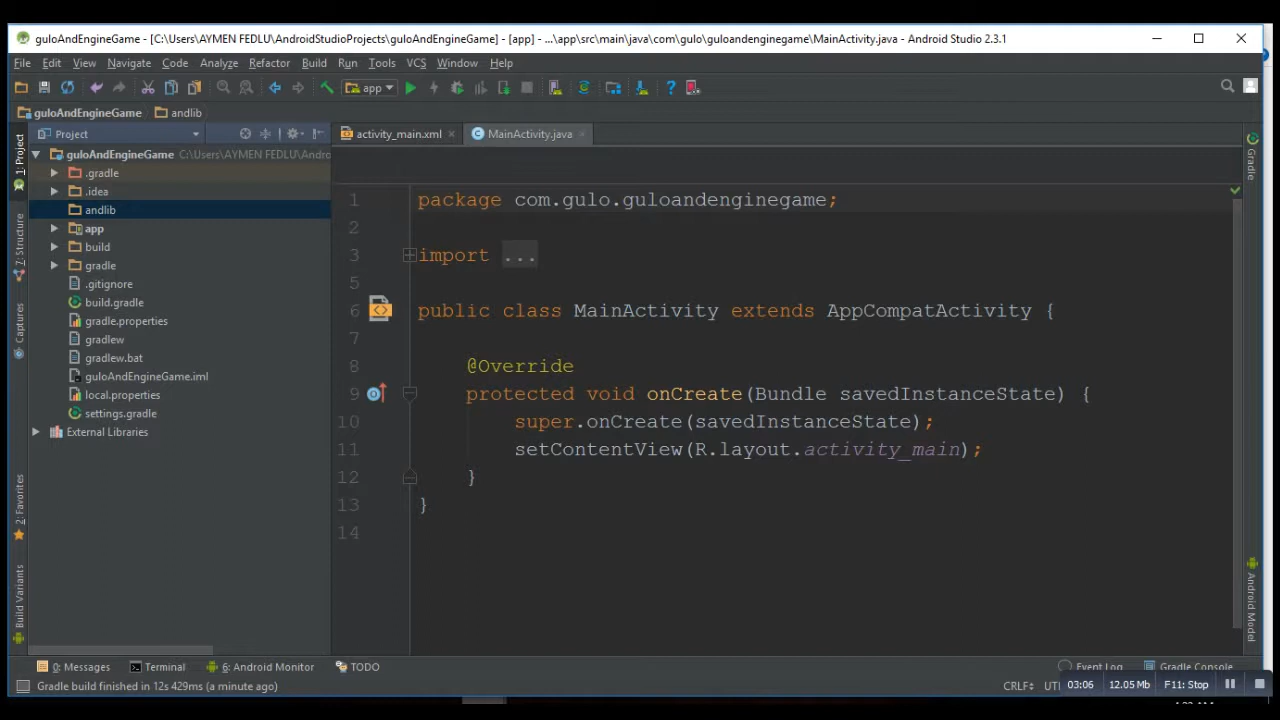 guloAndEngineGame - [C:\Users\AYMEN FEDLU\AndroidStudioProjects\guloAndEngineGame] - [app] - ...\app\src\main\java\com\gulo\guloandenginegame\MainActivity.java - Android Studio 2.3.1
File Edit View Navigate Code Analyze Refactor Build Run Tools VCS Window Help
app
guloAndEngineGame andlib
Project
activity_main.xml
MainActivity.java
1: Project
7: Structure
Captures
2: Favorites
Build Variants
guloAndEngineGame C:\Users\AYMEN FEDLU\Andro
.gradle
.idea
andlib
app
build
gradle
.gitignore
build.gradle
gradle.properties
gradlew
gradlew.bat
guloAndEngineGame.iml
local.properties
settings.gradle
External Libraries
1 package com.gulo.guloandenginegame;
2
3 import ...
5
6 public class MainActivity extends AppCompatActivity {
7
8 @Override
9 protected void onCreate(Bundle savedInstanceState) {
10 super.onCreate(savedInstanceState);
11 setContentView(R.layout.activity_main);
12 }
13 }
14
Gradle
Android Model
0: Messages Terminal 6: Android Monitor TODO Event Log Gradle Console
Gradle build finished in 12s 429ms (a minute ago) CRLF÷ UT
03:06 12.05 Mb F11: Stop